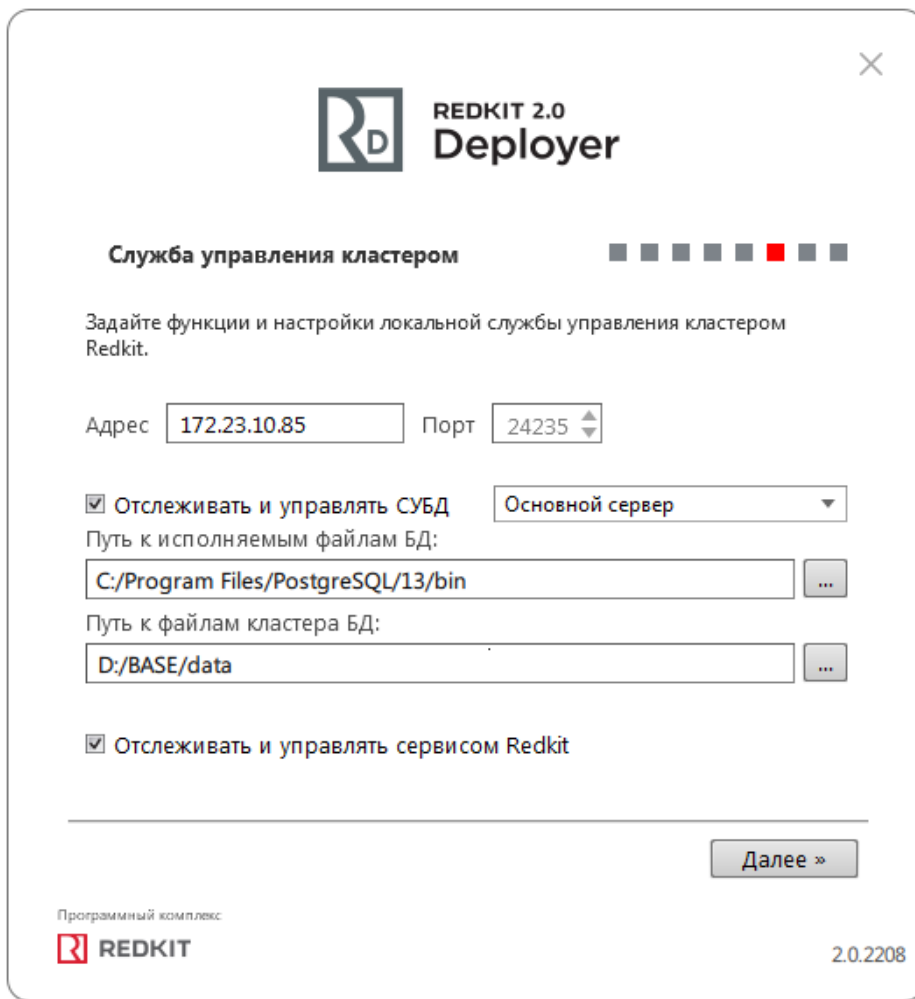 REDKIT 2.0
Deployer
Служба управления кластером
Задайте функции и настройки локальной службы управления кластером
Redkit.
Адрес 172.23.10.85 Порт 24235
Отслеживать и управлять СУБД Основной сервер
Путь к исполняемым файлам БД:
C:/Program Files/PostgreSQL/13/bin ...
Путь к файлам кластера БД:
D:/BASE/data ...
Отслеживать и управлять сервисом Redkit
Далее »
Программный комплекс
REDKIT
2.0.2208